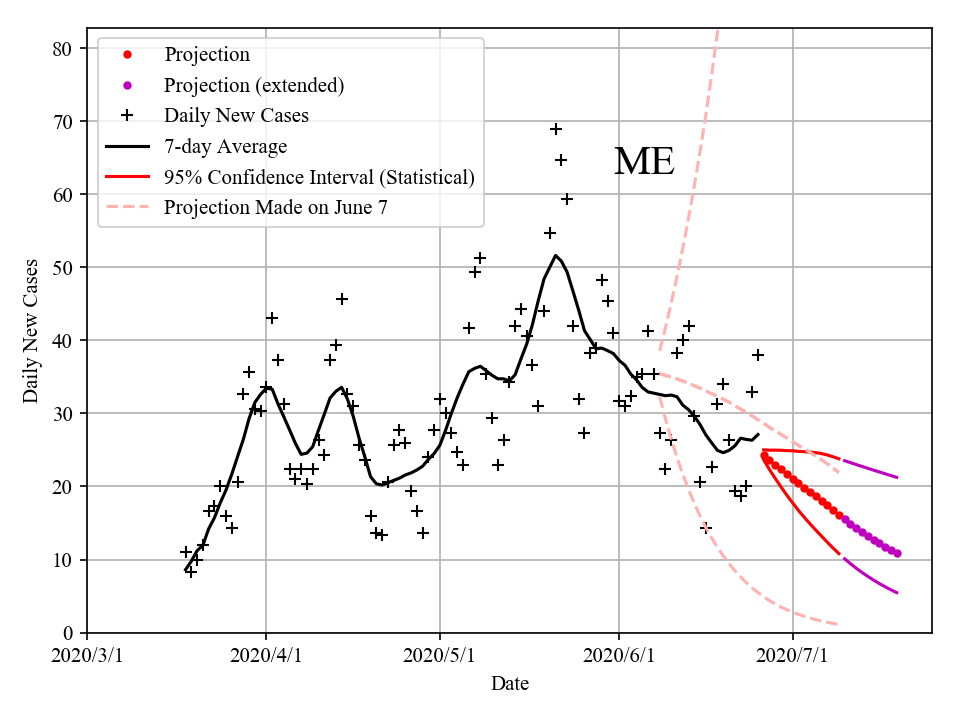 80
70
60
50
40
30
20
10
0
Daily New Cases
Projection
Projection (extended)
Daily New Cases
7-day Average
95% Confidence Interval (Statistical)
Projection Made on June 7
ME
2020/3/1 2020/4/1 2020/5/1 2020/6/1 2020/7/1
Date